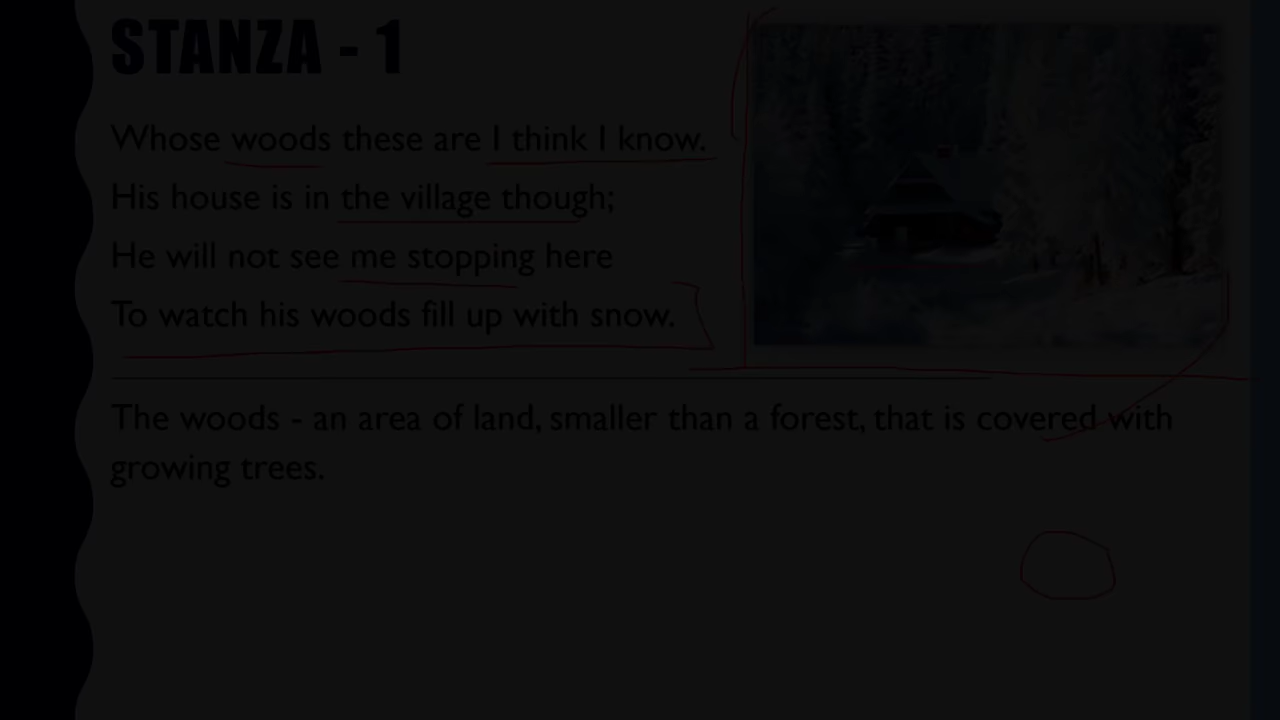 STANZA - 1
Whose woods these are I think I know.
His house is in the village though;
He will not see me stopping here
To watch his woods fill up with snow.
The woods - an area of land, smaller than a forest, that is covered with
growing trees.